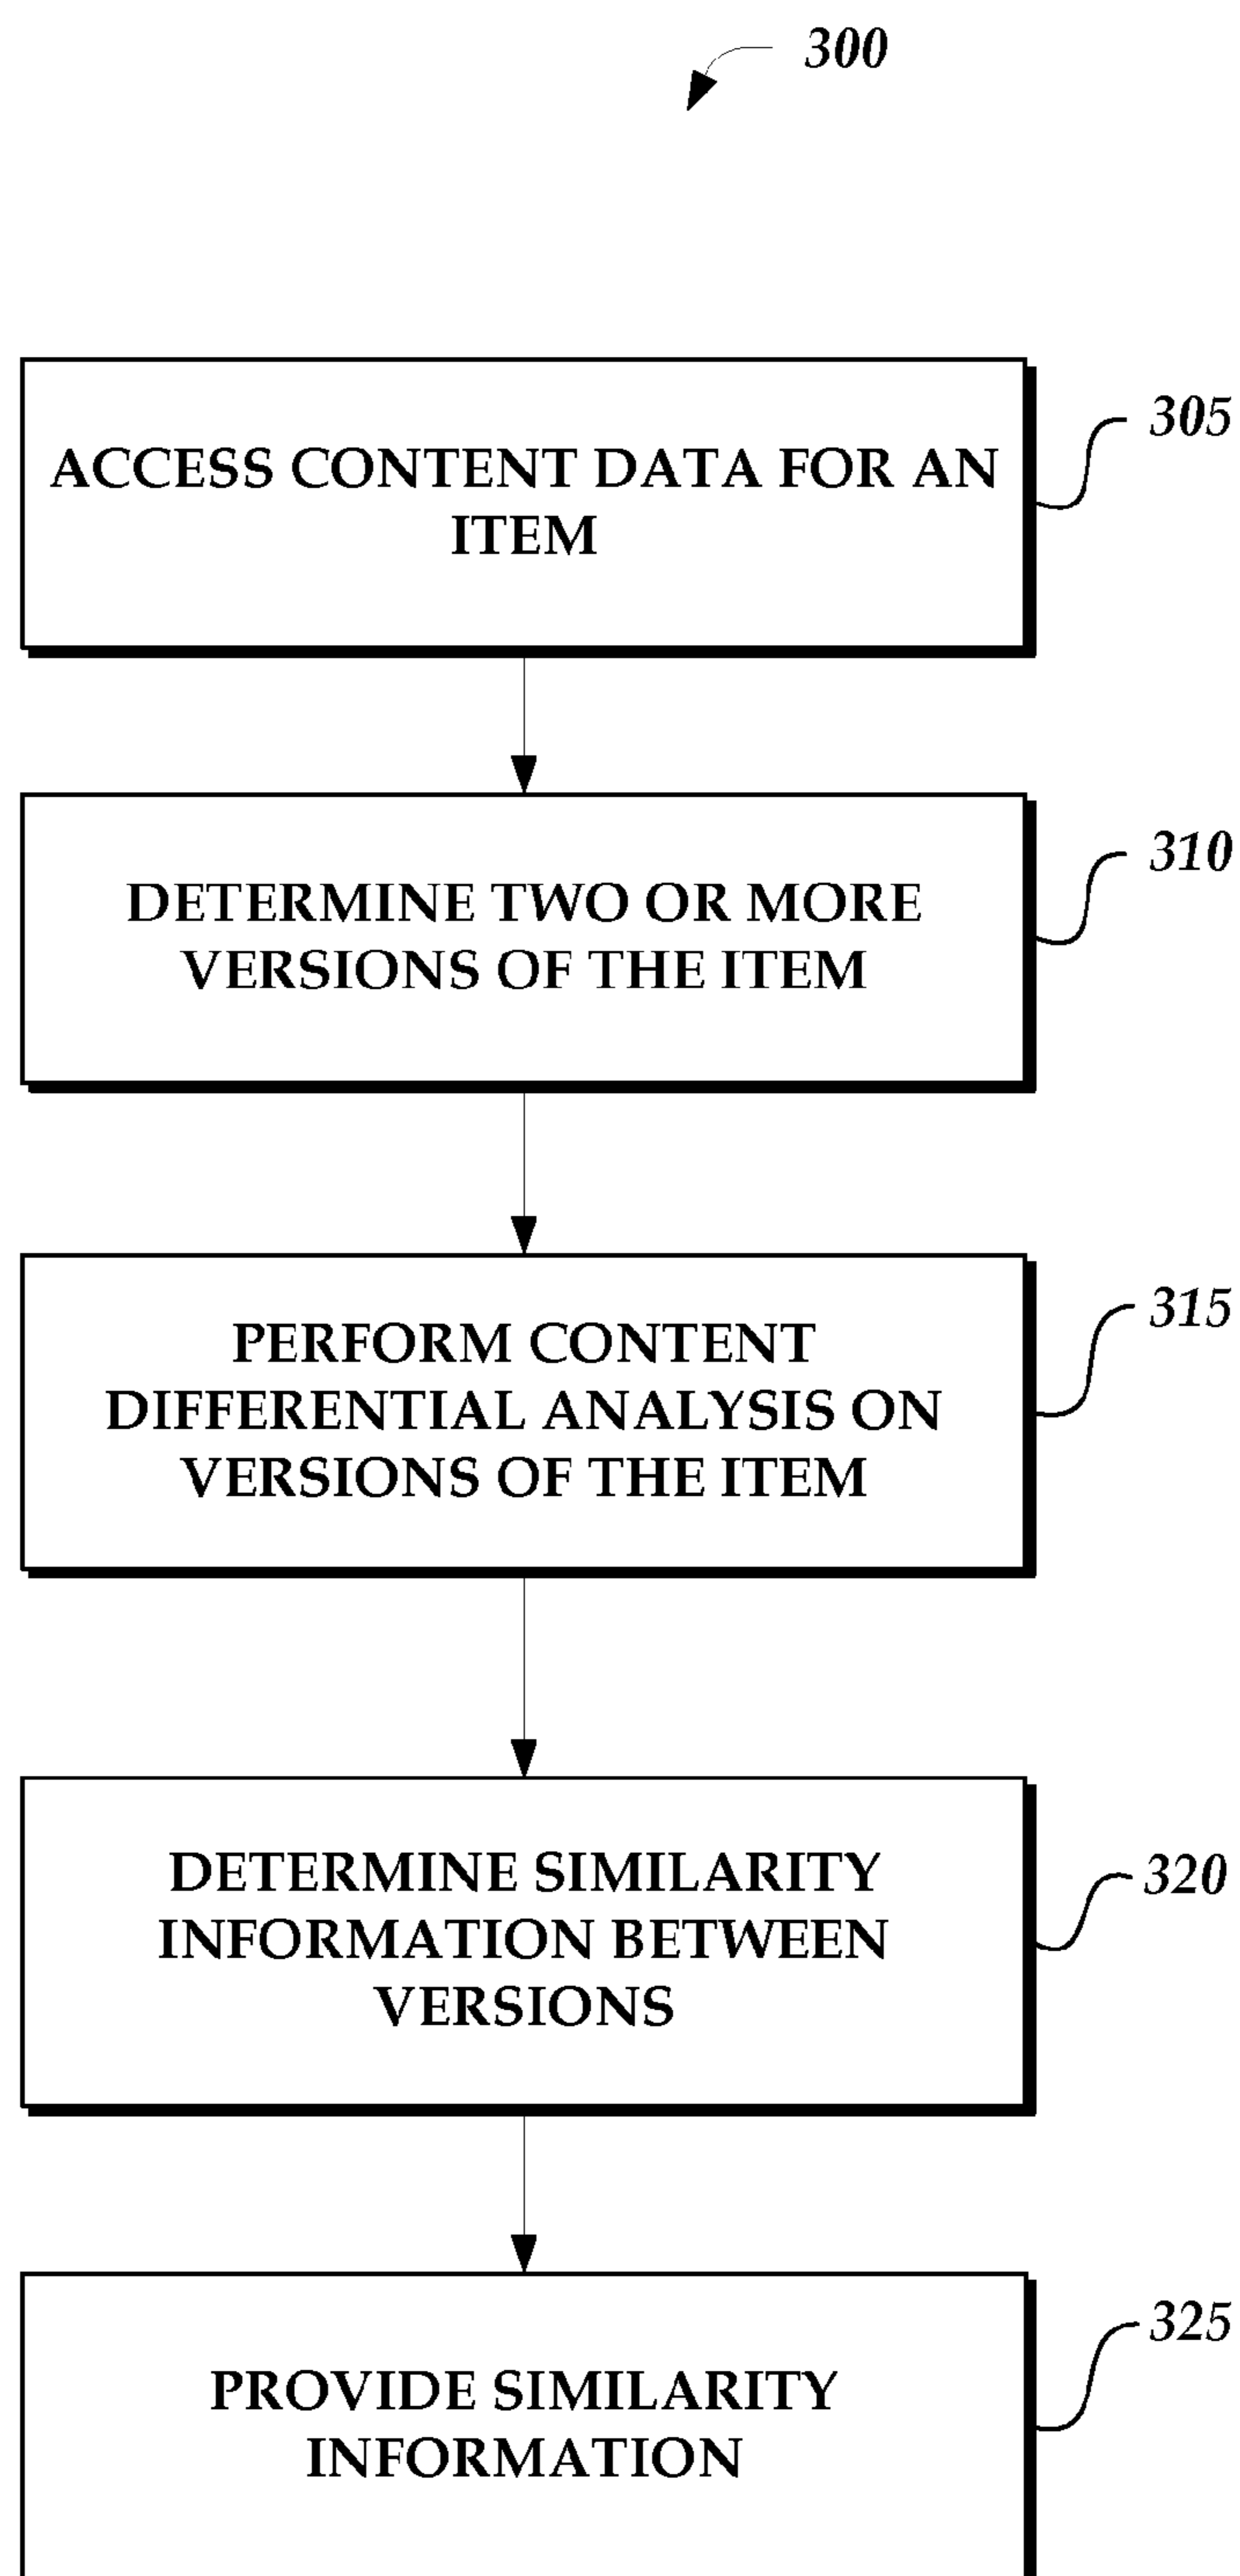 300
ACCESS CONTENT DATA FOR AN
ITEM
305
DETERMINE TWO OR MORE
VERSIONS OF THE ITEM
310
PERFORM CONTENT
DIFFERENTIAL ANALYSIS ON
VERSIONS OF THE ITEM
315
DETERMINE SIMILARITY
INFORMATION BETWEEN
VERSIONS
320
PROVIDE SIMILARITY
INFORMATION
325